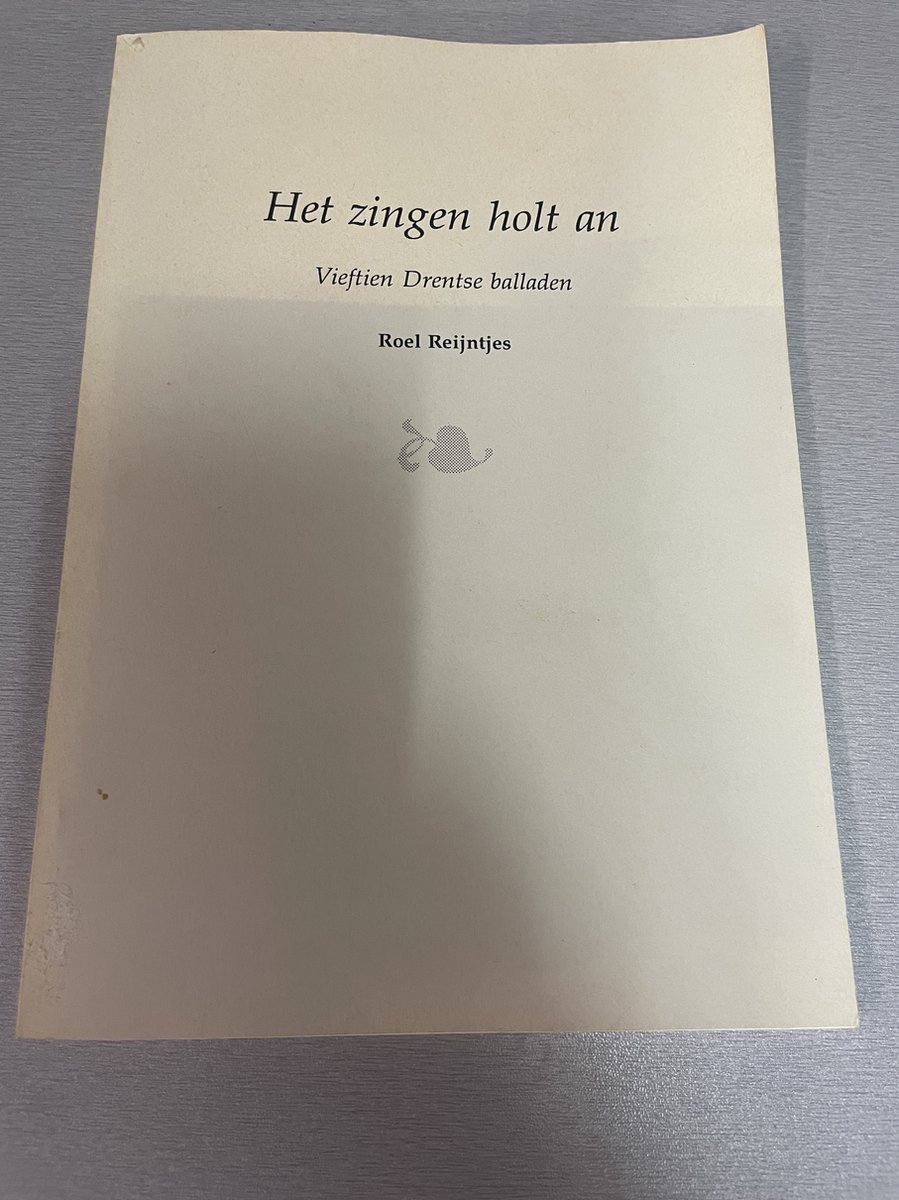 Het zingen holt an
Vieftien Drentse balladen
Roel Reijntjes